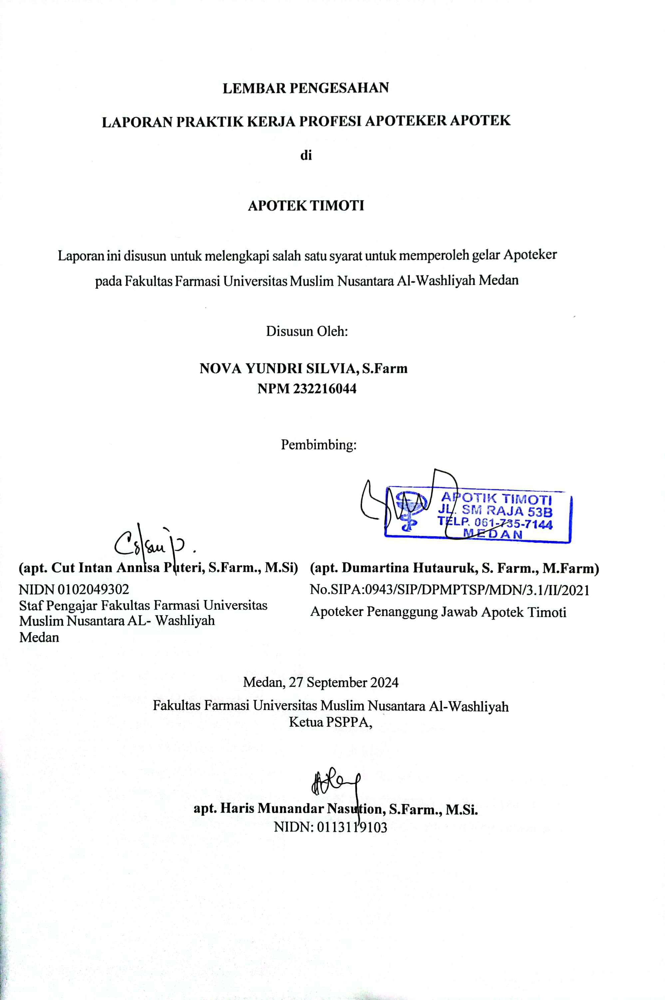 LEMBAR PENGESAHAN
LAPORAN PRAKTIK KERJA PROFESI APOTEKER APOTEK
di
APOTEK TIMOTI
Laporan ini disusun untuk melengkapi salah satu syarat untuk memperoleh gelar Apoteker
pada Fakultas Farmasi Universitas Muslim Nusantara Al-Washliyah Medan
Disusun Oleh:
NOVA YUNDRI SILVIA, S.Farm
NPM 232216044
Pembimbing:
APOTIK TIMOTI
JL. SM RAJA 53B
TELP. 061-735-7144
MEDAN
(apt. Cut Intan Annisa Puteri, S.Farm., M.Si)
NIDN 0102049302
Staf Pengajar Fakultas Farmasi Universitas
Muslim Nusantara AL- Washliyah
Medan
(apt. Dumartina Hutauruk, S. Farm., M.Farm)
No.SIPA:0943/SIP/DPMPTSP/MDN/3.1/II/2021
Apoteker Penanggung Jawab Apotek Timoti
Medan, 27 September 2024
Fakultas Farmasi Universitas Muslim Nusantara Al-Washliyah
Ketua PSPPA,
apt. Haris Munandar Nasution, S.Farm., M.Si.
NIDN: 0113119103